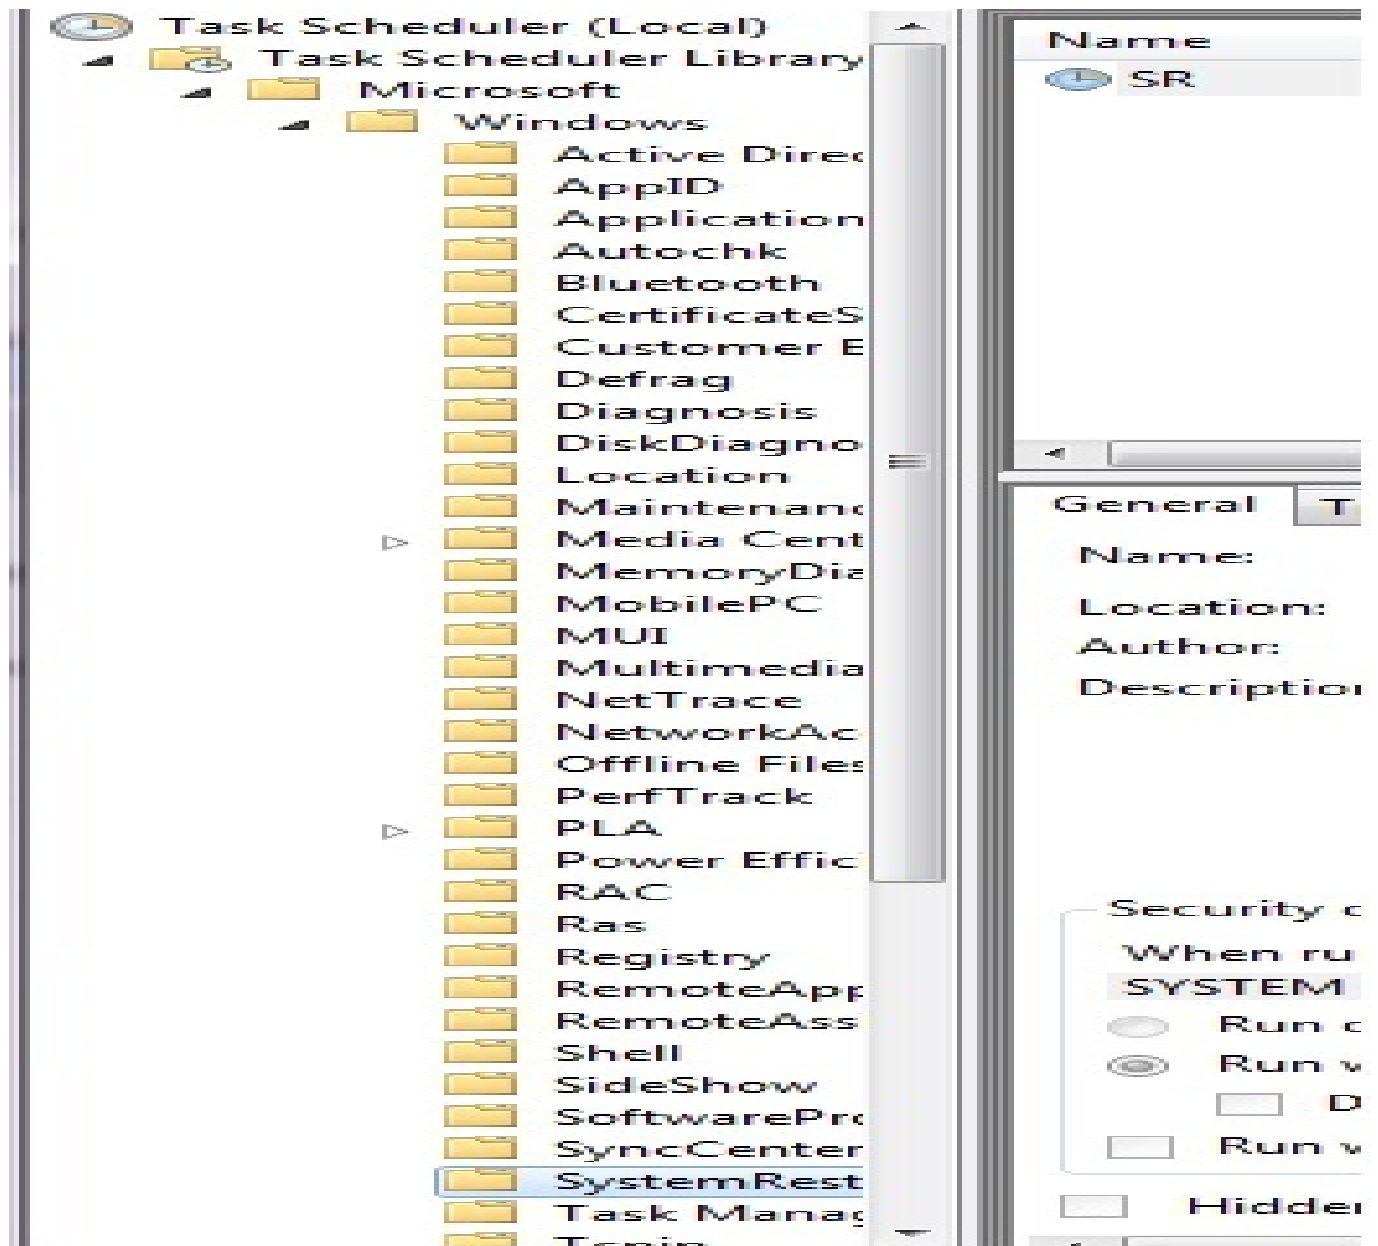 Task Scheduler (Local)
Task Scheduler Library
Microsoft
Windows
Active Direc
AppID
Application
Autochk
Bluetooth
CertificateS
Customer E
Defrag
Diagnosis
DiskDiagno
Location
Maintenanc
Media Cent
MemoryDia
MobilePC
MUI
Multimedia
NetTrace
NetworkAc
Offline Files
PerfTrack
PLA
Power Effic
RAC
Ras
Registry
RemoteApp
RemoteAss
Shell
SideShow
SoftwarePro
SyncCenter
SystemRest
Task Manag
Name
SR
General T
Name:
Location:
Author:
Description
Security o
When ru
SYSTEM
Run o
Run w
D
Run w
Hidden